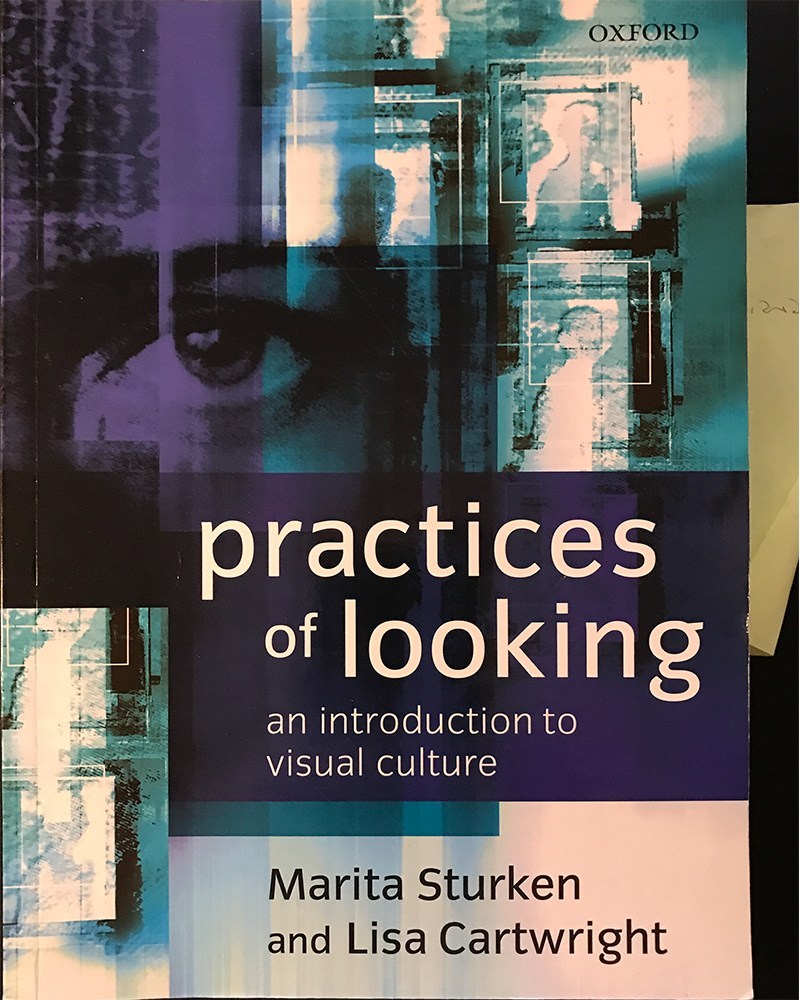 OXFORD
practices
of looking
an introduction to
visual culture
Marita Sturken
and Lisa Cartwright